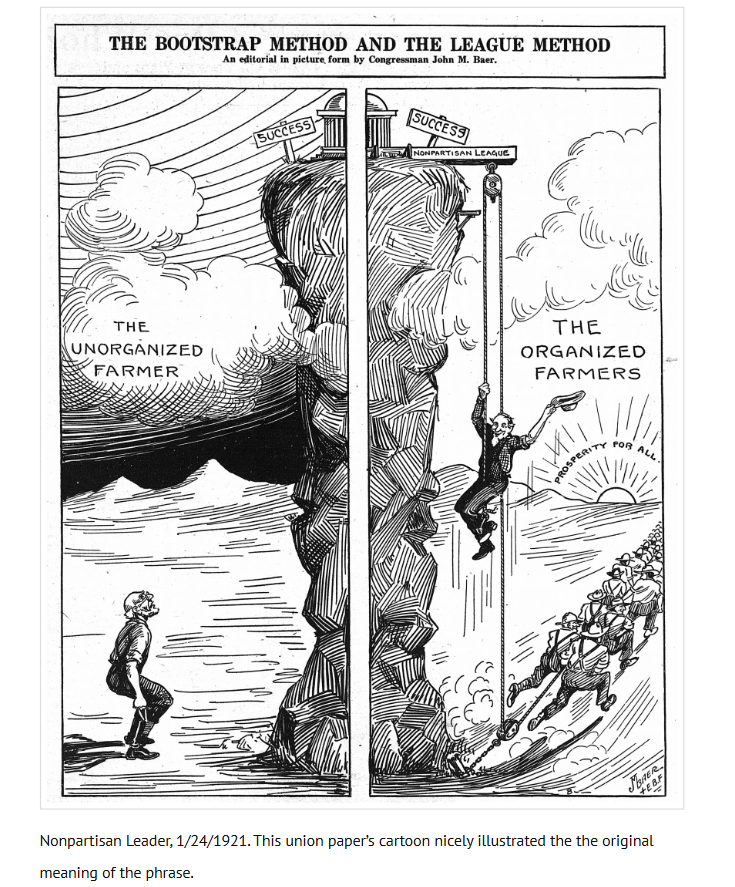 THE BOOTSTRAP METHOD AND THE LEAGUE METHOD
An editorial in picture form by Congressman John M. Baer.
SUCCESS
THE
UNORGANIZED
FARMER
SUCCESS
NONPARTISAN LEAGUE
THE
ORGANIZED
FARMERS
PROSPERITY FOR ALL.
BAER
Nonpartisan Leader, 1/24/1921. This union paper's cartoon nicely illustrated the the original
meaning of the phrase.